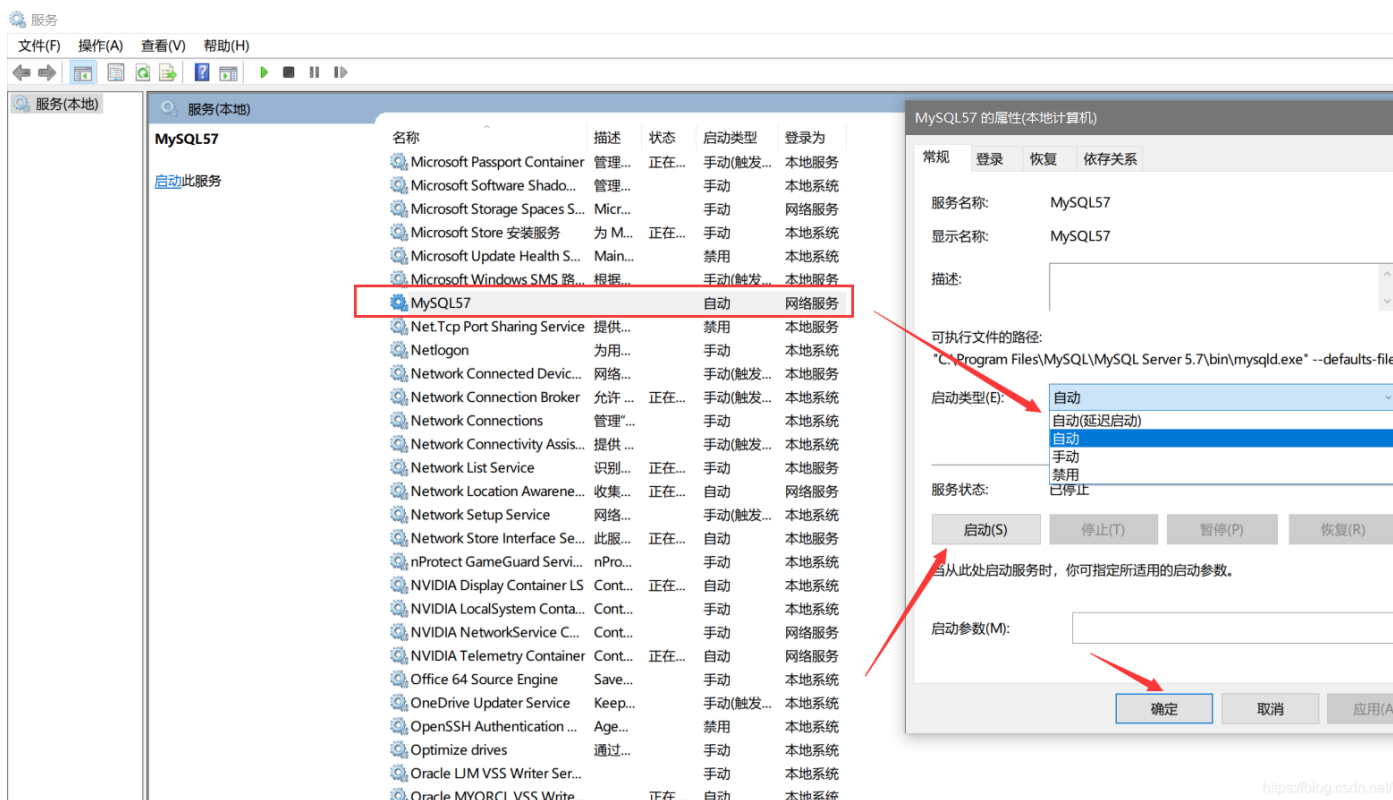 服务
文件(F) 操作(A) 查看(V) 帮助(H)
服务(本地)
服务(本地)
MySQL57
启动此服务
名称 描述 状态 启动类型 登录为
Microsoft Passport Container 管理... 正在... 手动(触发... 本地服务
Microsoft Software Shado... 管理... 手动 本地系统
Microsoft Storage Spaces S... Micr... 手动 网络服务
Microsoft Store 安装服务 为 M... 正在... 手动 本地系统
Microsoft Update Health S... Main... 禁用 本地系统
Microsoft Windows SMS 路... 根据... 手动(触发... 本地服务
MySQL57 自动 网络服务
Net.Tcp Port Sharing Service 提供... 禁用 本地服务
Netlogon 为用... 手动 本地系统
Network Connected Devic... 网络... 手动(触发... 本地服务
Network Connection Broker 允许 ... 正在... 手动(触发... 本地系统
Network Connections 管理“... 手动 本地系统
Network Connectivity Assis... 提供 ... 手动(触发... 本地系统
Network List Service 识别... 正在... 手动 本地服务
Network Location Awarene... 收集... 正在... 自动 网络服务
Network Setup Service 网络... 手动(触发... 本地系统
Network Store Interface Se... 此服... 正在... 自动 本地服务
nProtect GameGuard Servi... nPro... 手动 本地系统
NVIDIA Display Container LS Cont... 正在... 自动 本地系统
NVIDIA LocalSystem Conta... Cont... 手动 本地系统
NVIDIA NetworkService C... Cont... 手动 网络服务
NVIDIA Telemetry Container Cont... 正在... 自动 网络服务
Office 64 Source Engine Save... 手动 本地系统
OneDrive Updater Service Keep... 手动(触发... 本地系统
OpenSSH Authentication ... Age... 禁用 本地系统
Optimize drives 通过... 手动 本地系统
Oracle LJM VSS Writer Ser... 手动 本地系统
Oracle MYORCL VSS Write... 正在... 自动 本地系统
MySQL57 的属性(本地计算机)
常规 登录 恢复 依存关系
服务名称: MySQL57
显示名称: MySQL57
描述:
可执行文件的路径:
"C:\Program Files\MySQL\MySQL Server 5.7\bin\mysqld.exe" --defaults-file
启动类型(E): 自动
自动(延迟启动)
自动
手动
禁用
服务状态: 已停止
启动(S) 停止(T) 暂停(P) 恢复(R)
当从此处启动服务时，你可指定所适用的启动参数。
启动参数(M):
确定 取消 应用(A
https://blog.csdn.net/